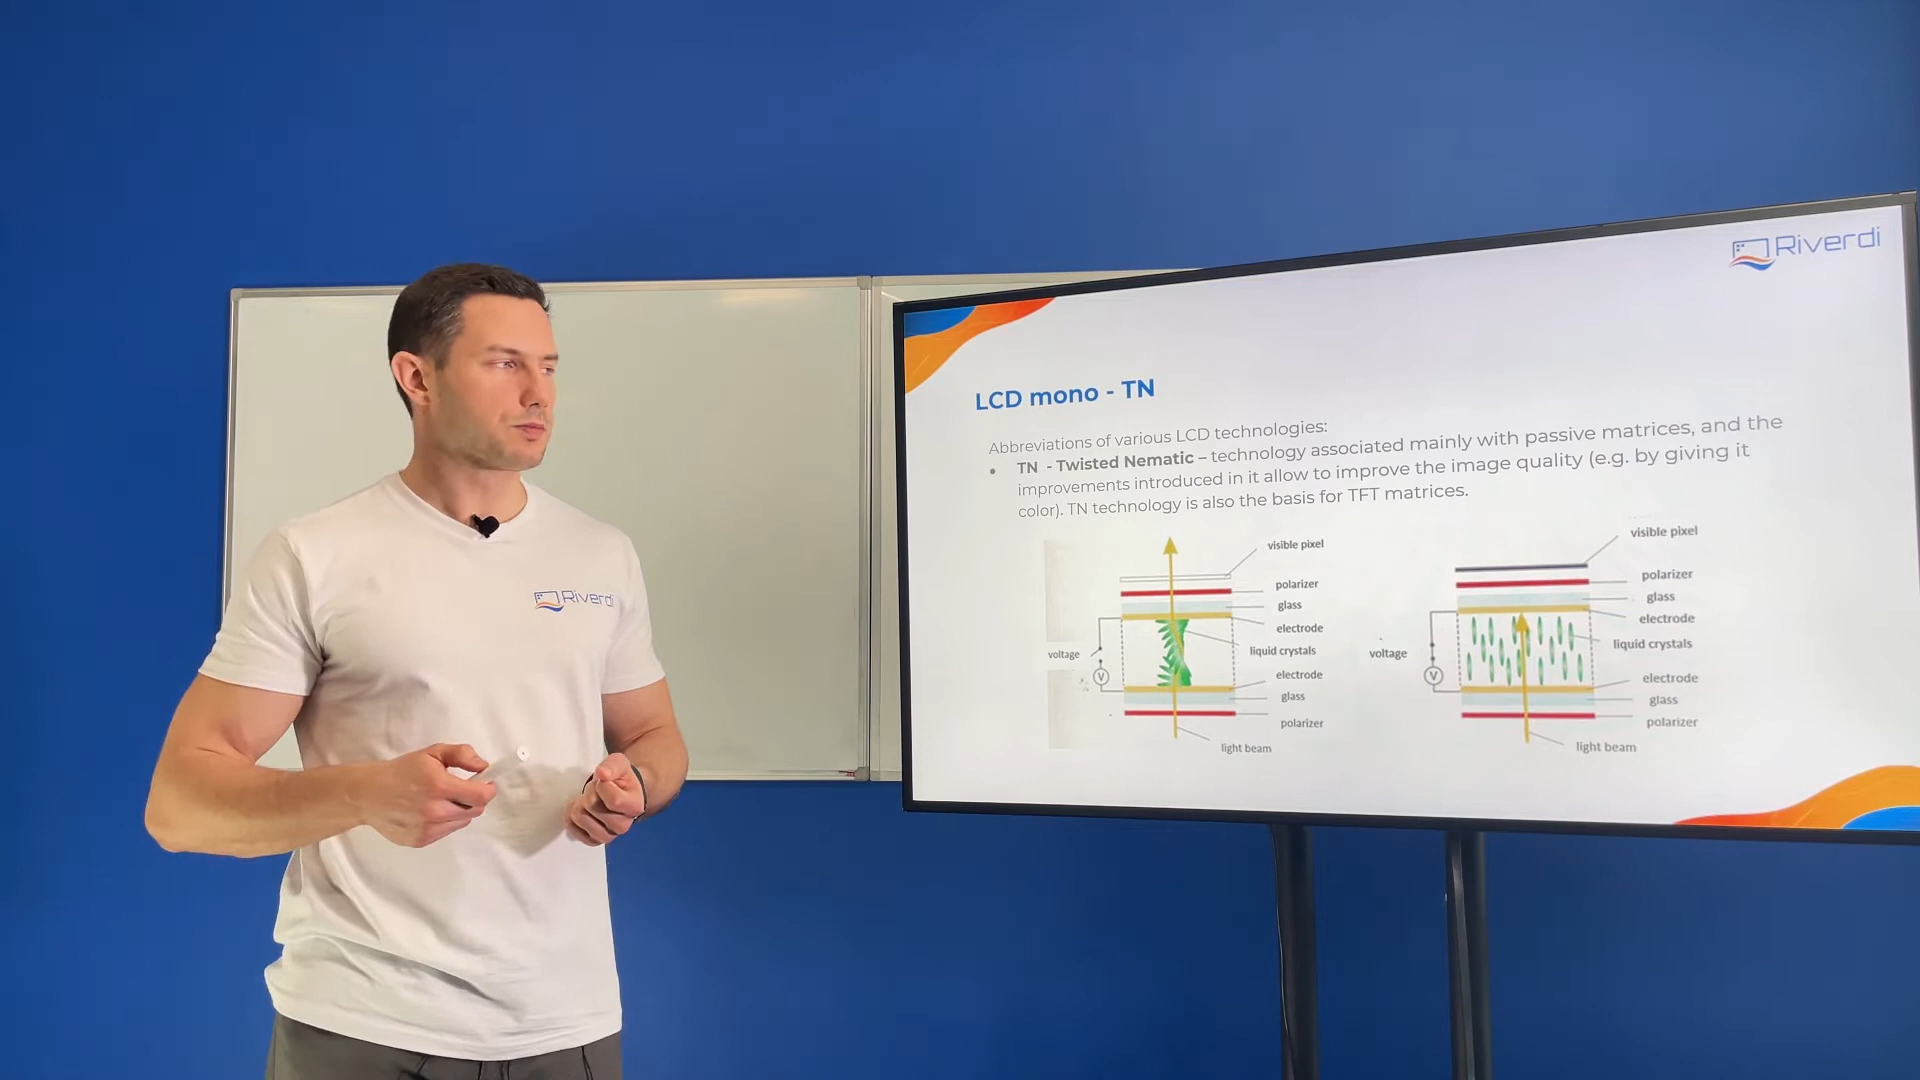 Riverdi
LCD mono - TN
Abbreviations of various LCD technologies:
• TN - Twisted Nematic – technology associated mainly with passive matrices, and the
improvements introduced in it allow to improve the image quality (e.g. by giving it
color). TN technology is also the basis for TFT matrices.
visible pixel
polarizer
glass
electrode
liquid crystals
voltage
V
electrode
glass
polarizer
light beam
visible pixel
polarizer
glass
electrode
liquid crystals
voltage
V
electrode
glass
polarizer
light beam
Riverdi